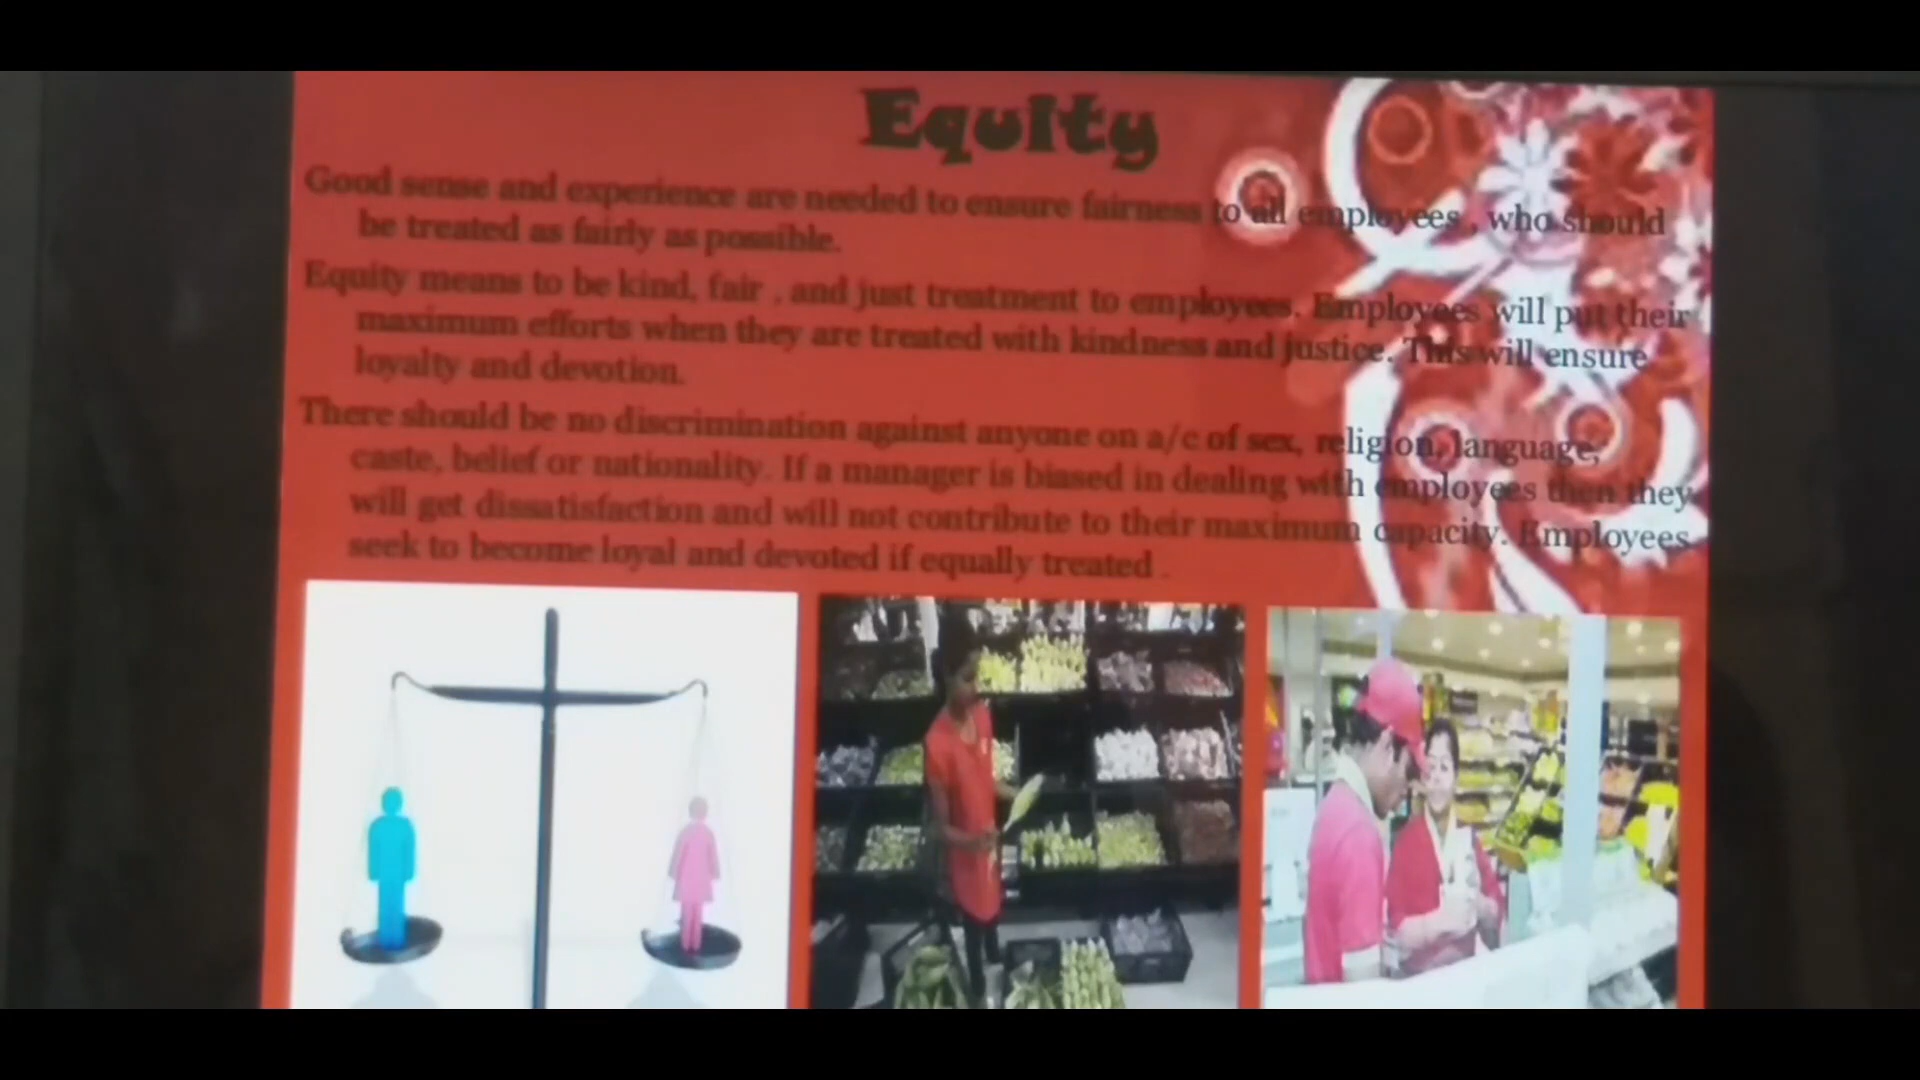 Equity
Good sense and experience are needed to ensure fairness to all employees , who should
be treated as fairly as possible.
Equity means to be kind, fair , and just treatment to employees. Employees will put their
maximum efforts when they are treated with kindness and justice. This will ensure
loyalty and devotion.
There should be no discrimination against anyone on a/c of sex, religion, language,
caste, belief or nationality. If a manager is biased in dealing with employees then they
will get dissatisfaction and will not contribute to their maximum capacity. Employees
seek to become loyal and devoted if equally treated .